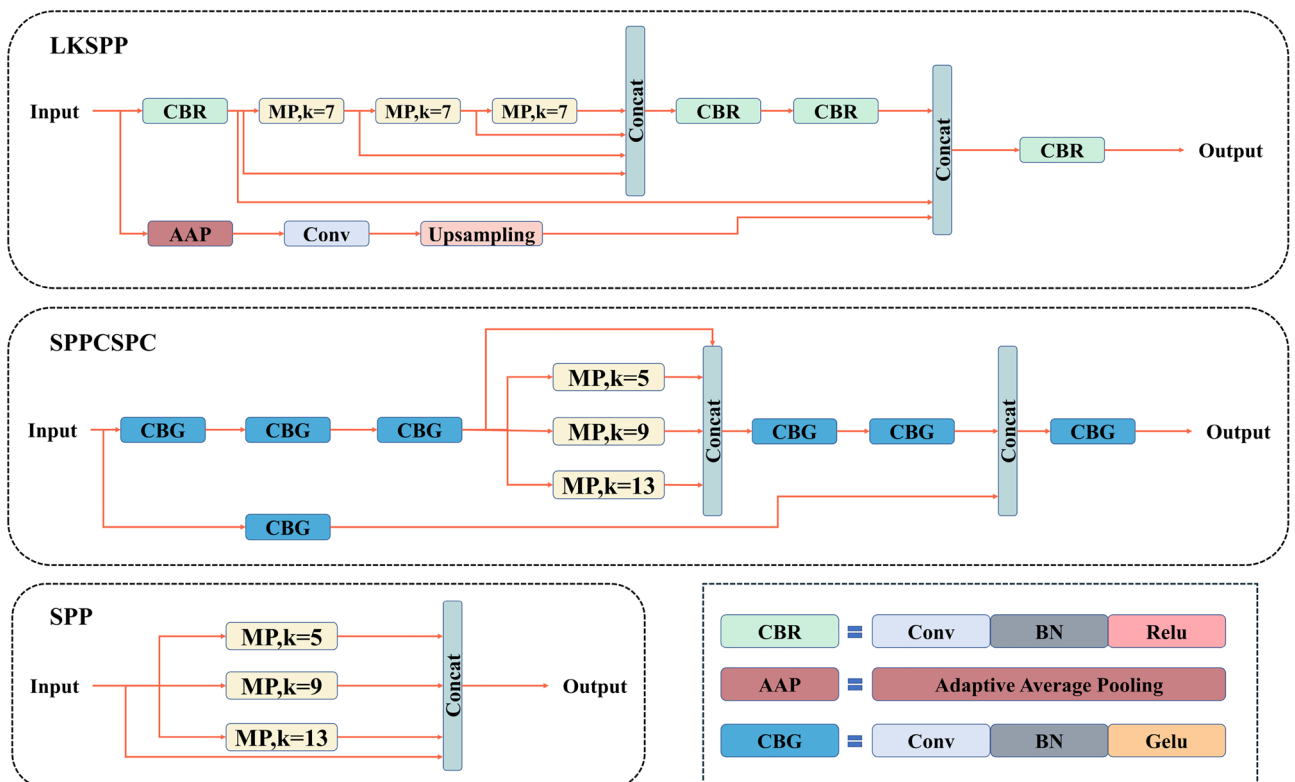 LKSPP
Input
CBR
MP,k=7
MP,k=7
MP,k=7
Concat
CBR
CBR
Concat
CBR
Output
AAP
Conv
Upsampling
SPPCSPC
Input
CBG
CBG
CBG
MP,k=5
MP,k=9
MP,k=13
Concat
CBG
CBG
Concat
CBG
Output
CBG
SPP
Input
MP,k=5
MP,k=9
MP,k=13
Concat
Output
CBR = Conv BN Relu
AAP = Adaptive Average Pooling
CBG = Conv BN Gelu